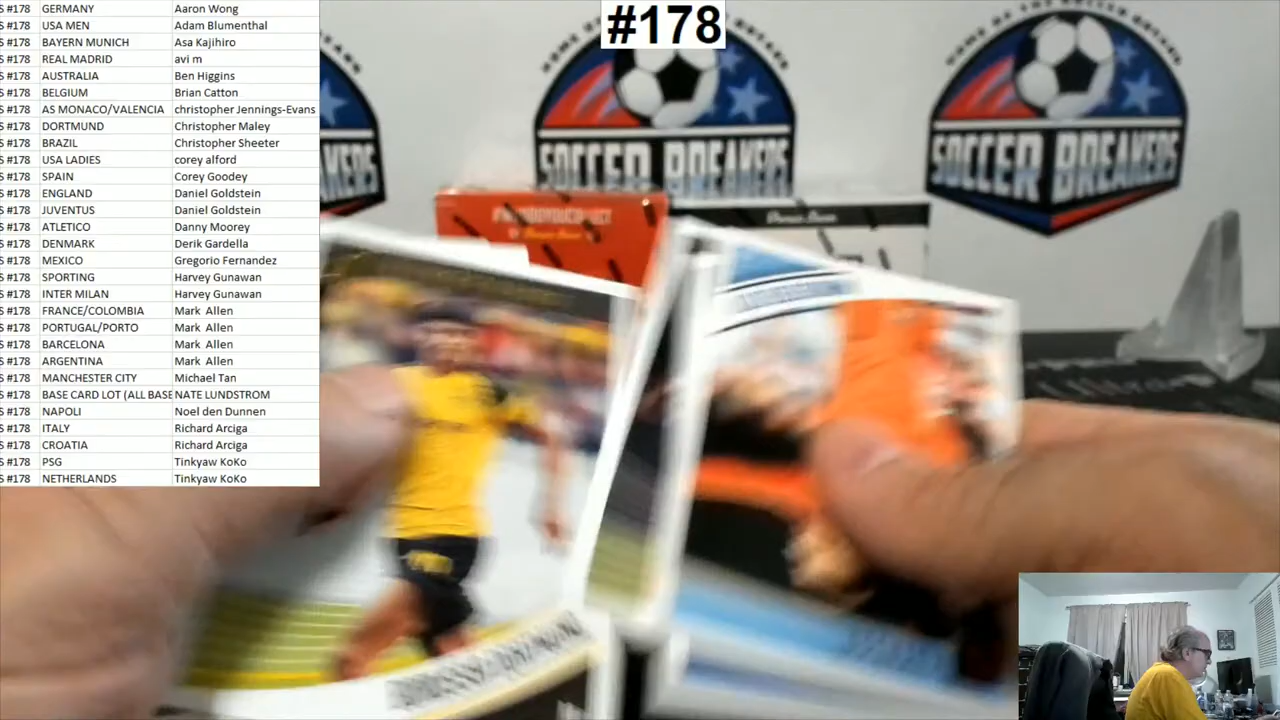 #178
S #178 GERMANY Aaron Wong
S #178 USA MEN Adam Blumenthal
S #178 BAYERN MUNICH Asa Kajihiro
S #178 REAL MADRID avi m
S #178 AUSTRALIA Ben Higgins
S #178 BELGIUM Brian Catton
S #178 AS MONACO/VALENCIA christopher Jennings-Evans
S #178 DORTMUND Christopher Maley
S #178 BRAZIL Christopher Sheeter
S #178 USA LADIES corey alford
S #178 SPAIN Corey Goodey
S #178 ENGLAND Daniel Goldstein
S #178 JUVENTUS Daniel Goldstein
S #178 ATLETICO Danny Moorey
S #178 DENMARK Derik Gardella
S #178 MEXICO Gregorio Fernandez
S #178 SPORTING Harvey Gunawan
S #178 INTER MILAN Harvey Gunawan
S #178 FRANCE/COLOMBIA Mark Allen
S #178 PORTUGAL/PORTO Mark Allen
S #178 BARCELONA Mark Allen
S #178 ARGENTINA Mark Allen
S #178 MANCHESTER CITY Michael Tan
S #178 BASE CARD LOT (ALL BASE NATE LUNDSTROM
S #178 NAPOLI Noel den Dunnen
S #178 ITALY Richard Arciga
S #178 CROATIA Richard Arciga
S #178 PSG Tinkyaw KoKo
S #178 NETHERLANDS Tinkyaw KoKo
SOCCER BREAKERS
SOCCER BREAKERS